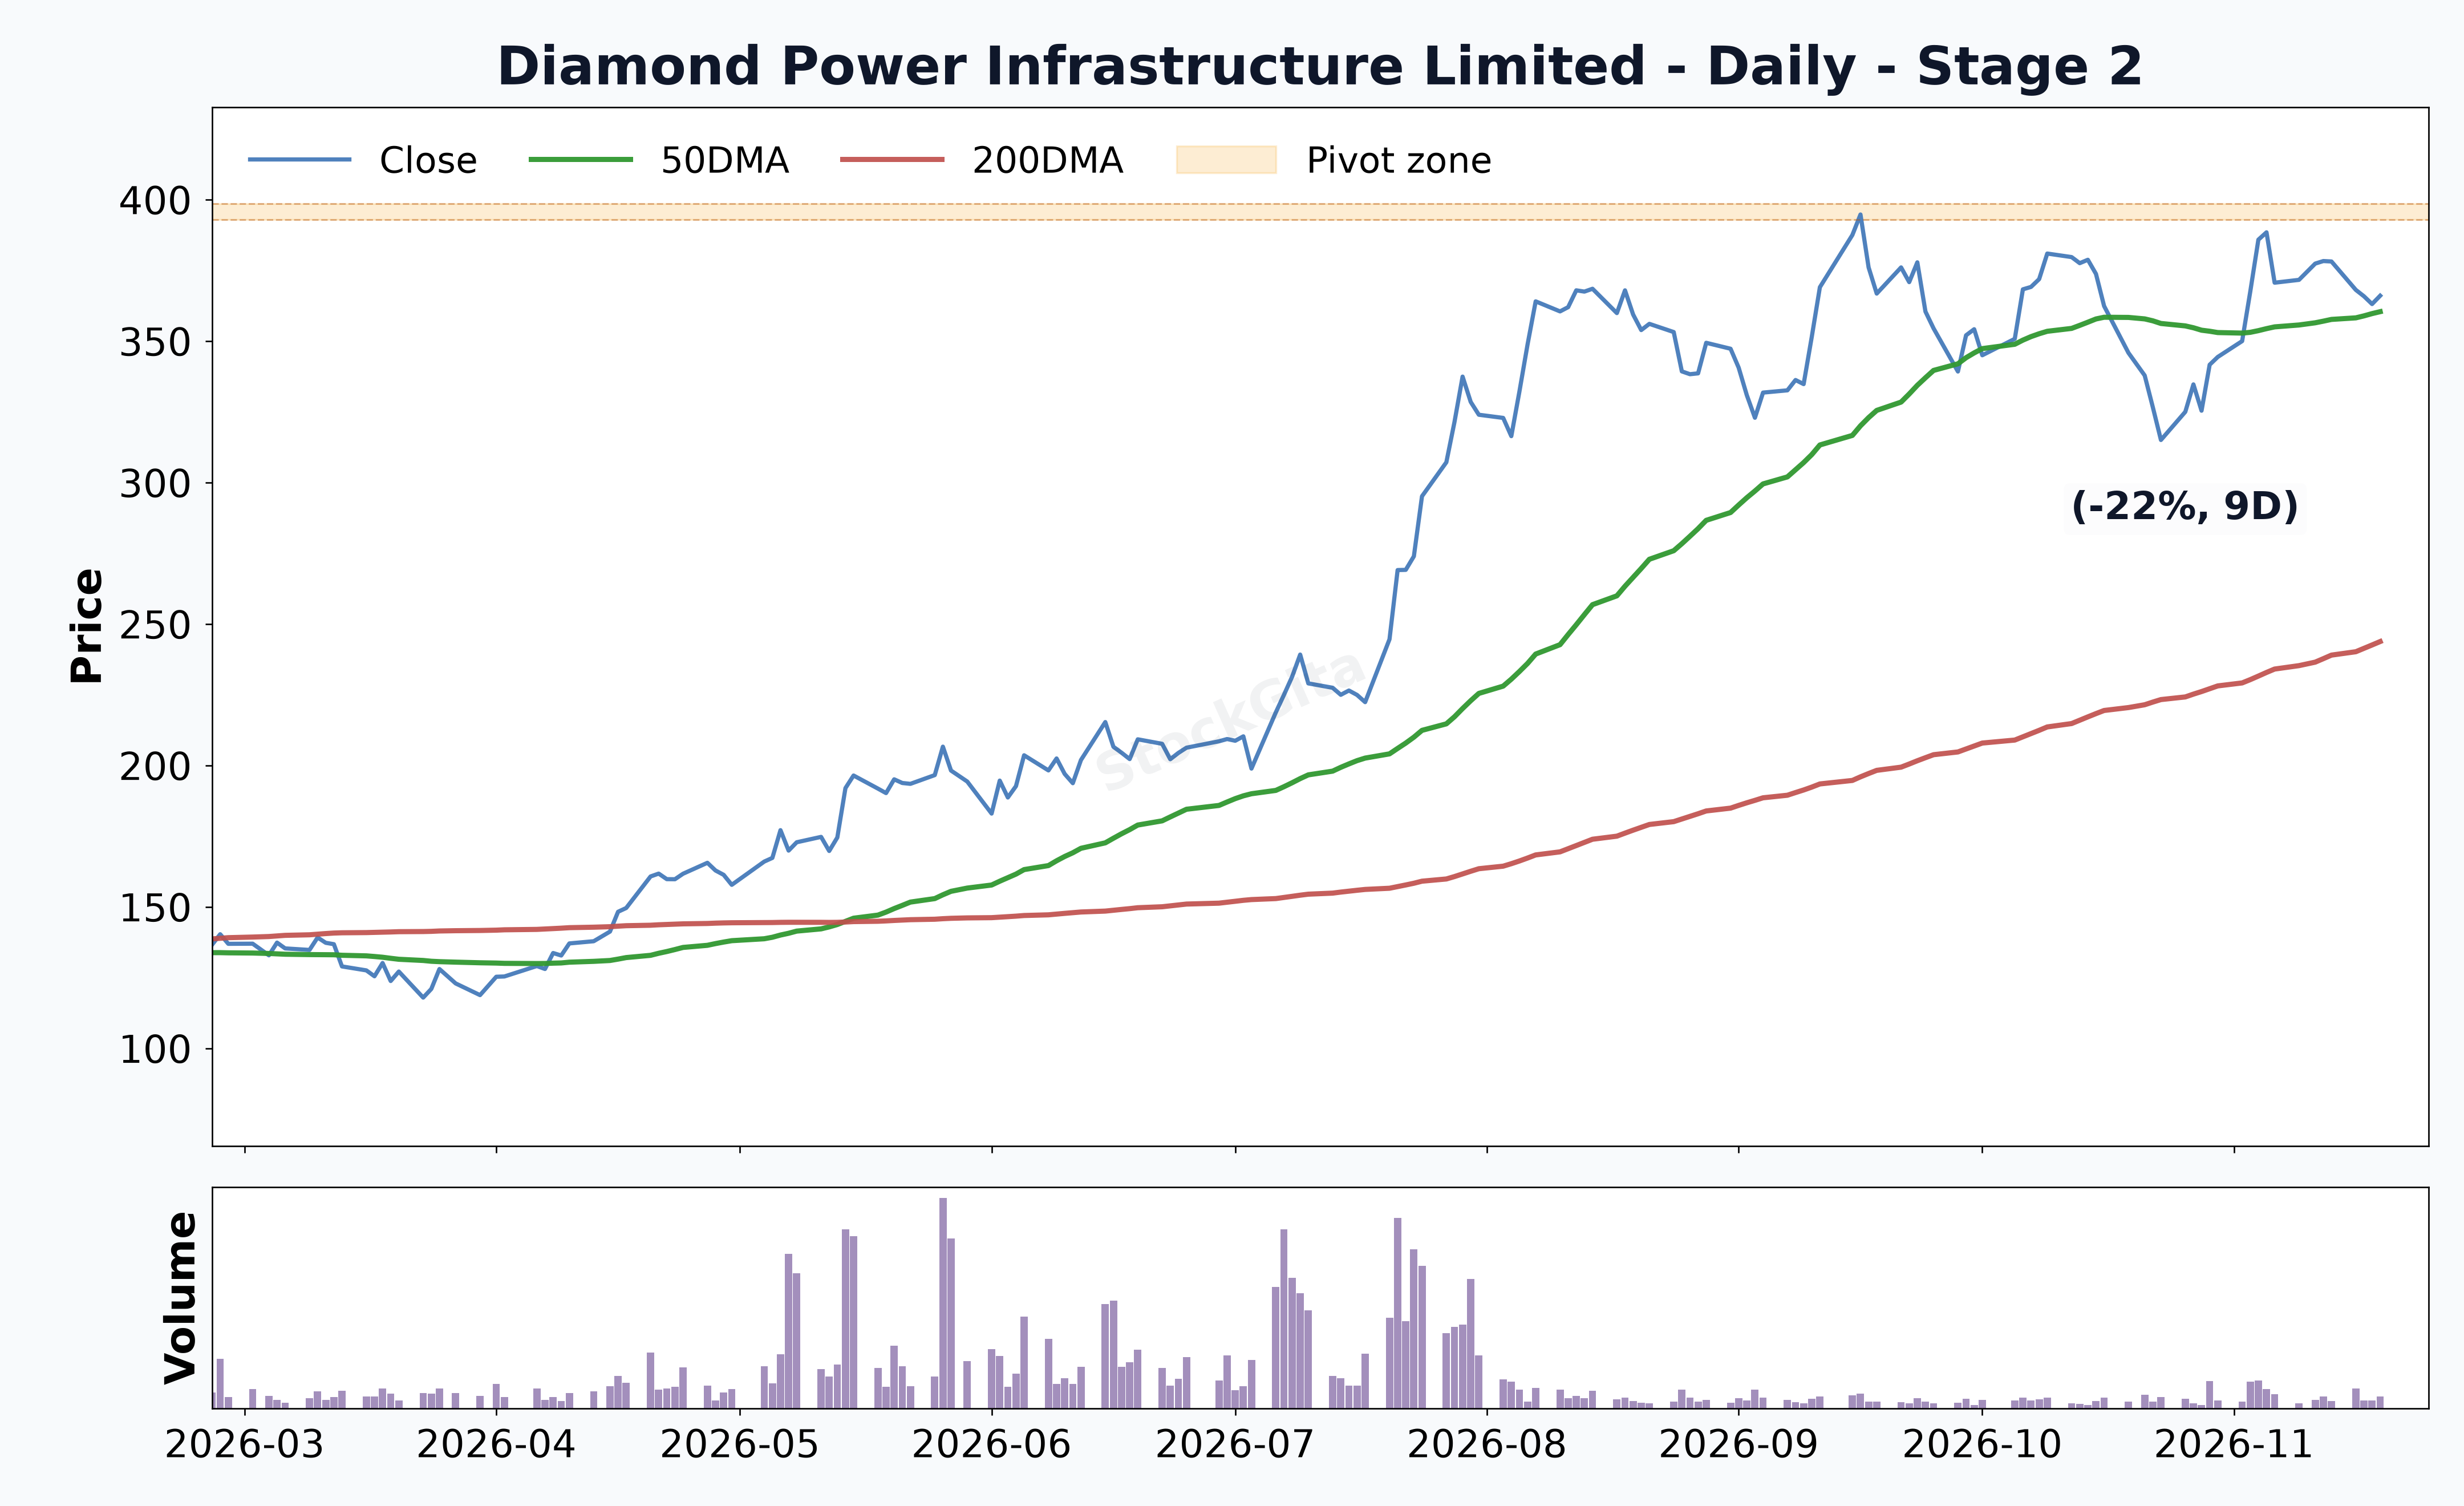 Diamond Power Infrastructure Limited - Daily - Stage 2
Close 50DMA 200DMA Pivot zone
400
350
300
250
200
150
100
Price
(-22%, 9D)
StockGita
Volume
2026-03 2026-04 2026-05 2026-06 2026-07 2026-08 2026-09 2026-10 2026-11